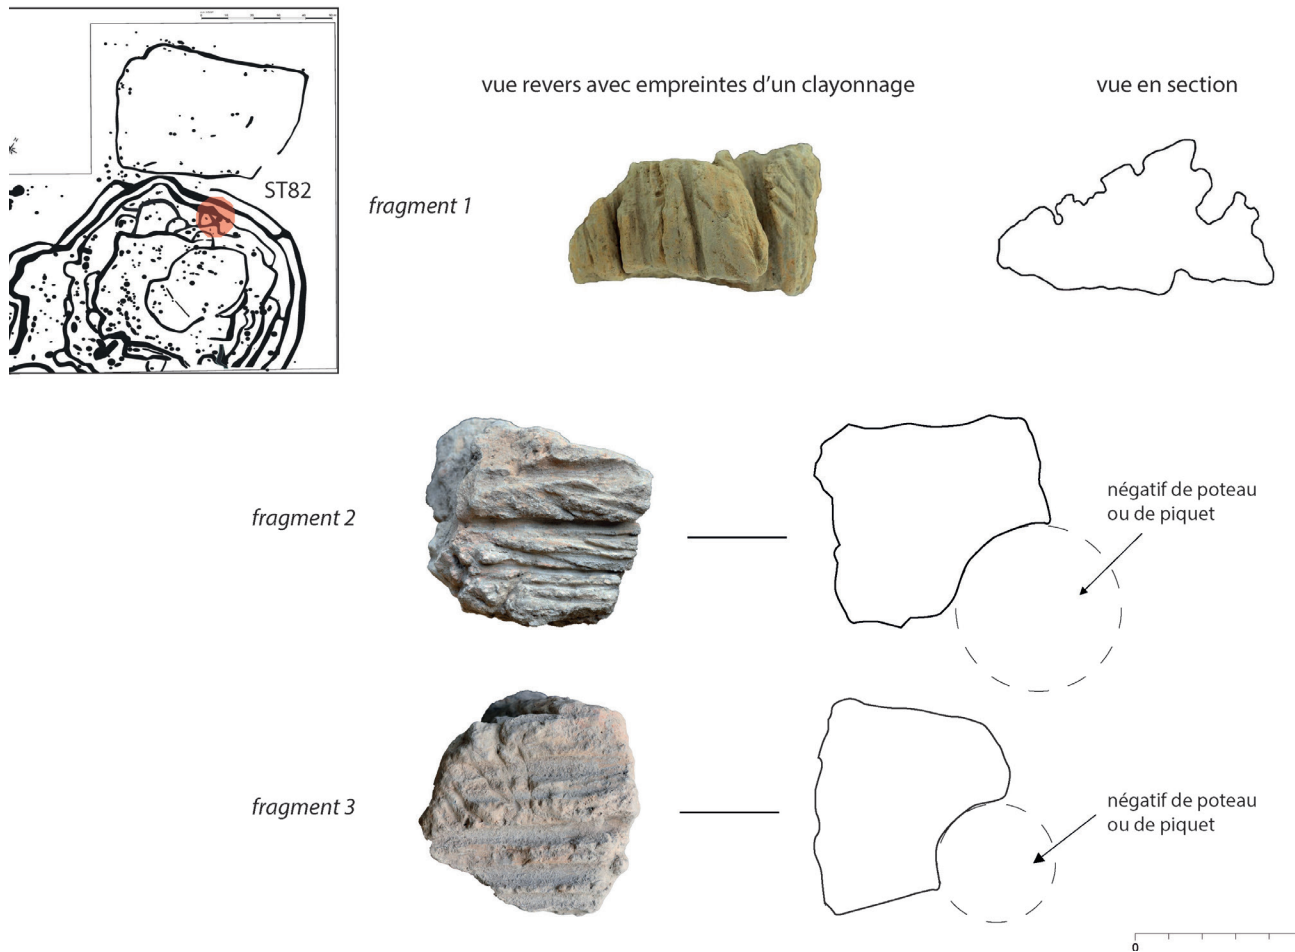 vue revers avec empreintes d'un clayonnage
vue en section
ST82
fragment 1
fragment 2
négatif de poteau
ou de piquet
fragment 3
négatif de poteau
ou de piquet
0